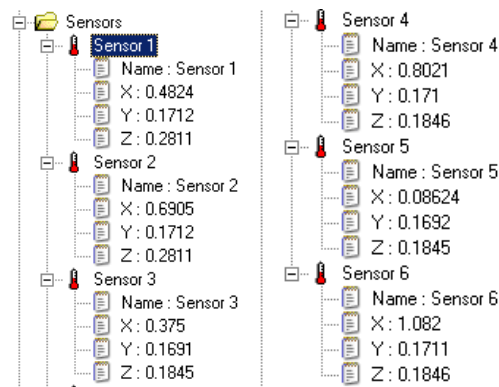 Sensors
Sensor 1
Name : Sensor 1
X : 0.4824
Y : 0.1712
Z : 0.2811
Sensor 2
Name : Sensor 2
X : 0.6905
Y : 0.1712
Z : 0.2811
Sensor 3
Name : Sensor 3
X : 0.375
Y : 0.1691
Z : 0.1845
Sensor 4
Name : Sensor 4
X : 0.8021
Y : 0.171
Z : 0.1846
Sensor 5
Name : Sensor 5
X : 0.08624
Y : 0.1692
Z : 0.1845
Sensor 6
Name : Sensor 6
X : 1.082
Y : 0.1711
Z : 0.1846